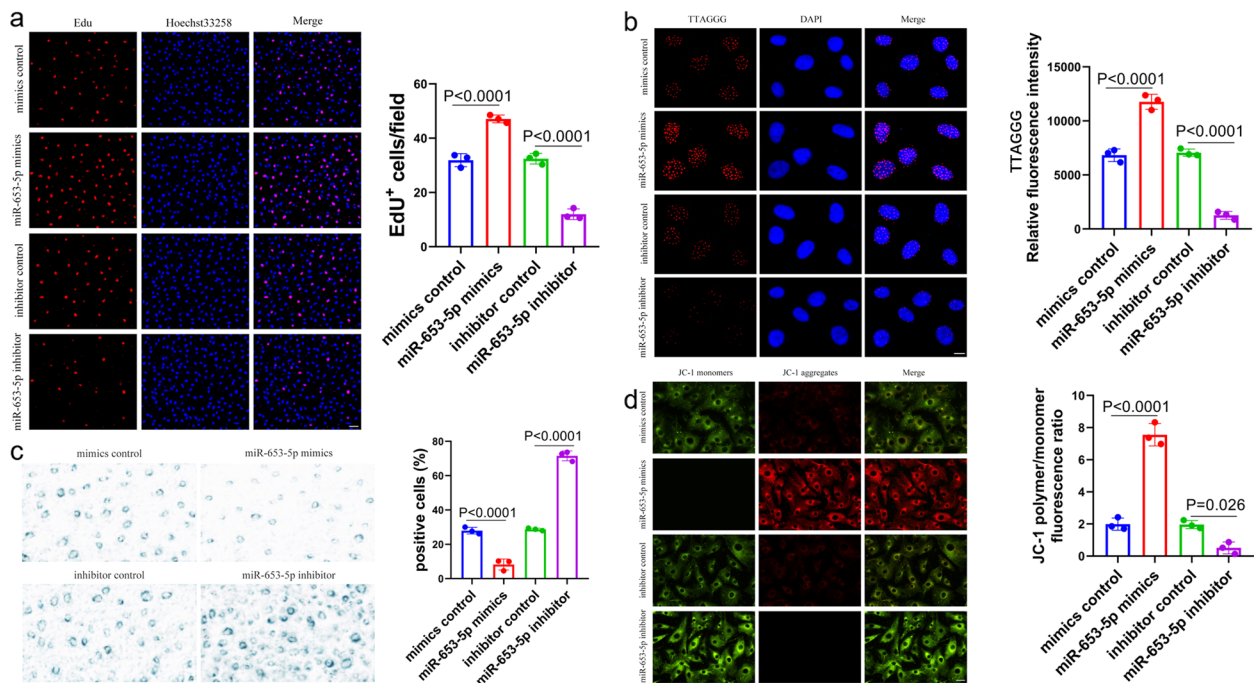 a
Edu Hoechst33258 Merge
mimics control
miR-653-5p mimics
inhibitor control
miR-653-5p inhibitor
EdU+ cells/field
60
40
20
0
P<0.0001
P<0.0001
mimics control
miR-653-5p mimics
inhibitor control
miR-653-5p inhibitor
b
TTAGGG DAPI Merge
mimics control
miR-653-5p mimics
inhibitor control
miR-653-5p inhibitor
TTAGGG
Relative fluorescence intensity
15000
10000
5000
0
P<0.0001
P<0.0001
mimics control
miR-653-5p mimics
inhibitor control
miR-653-5p inhibitor
c
mimics control miR-653-5p mimics
inhibitor control miR-653-5p inhibitor
positive cells (%)
80
60
40
20
0
P<0.0001
P<0.0001
mimics control
miR-653-5p mimics
inhibitor control
miR-653-5p inhibitor
d
JC-1 monomers JC-1 aggregates Merge
mimics control
miR-653-5p mimics
inhibitor control
miR-653-5p inhibitor
JC-1 polymer/monomer
fluorescence ratio
10
8
6
4
2
0
P<0.0001
P=0.026
mimics control
miR-653-5p mimics
inhibitor control
miR-653-5p inhibitor